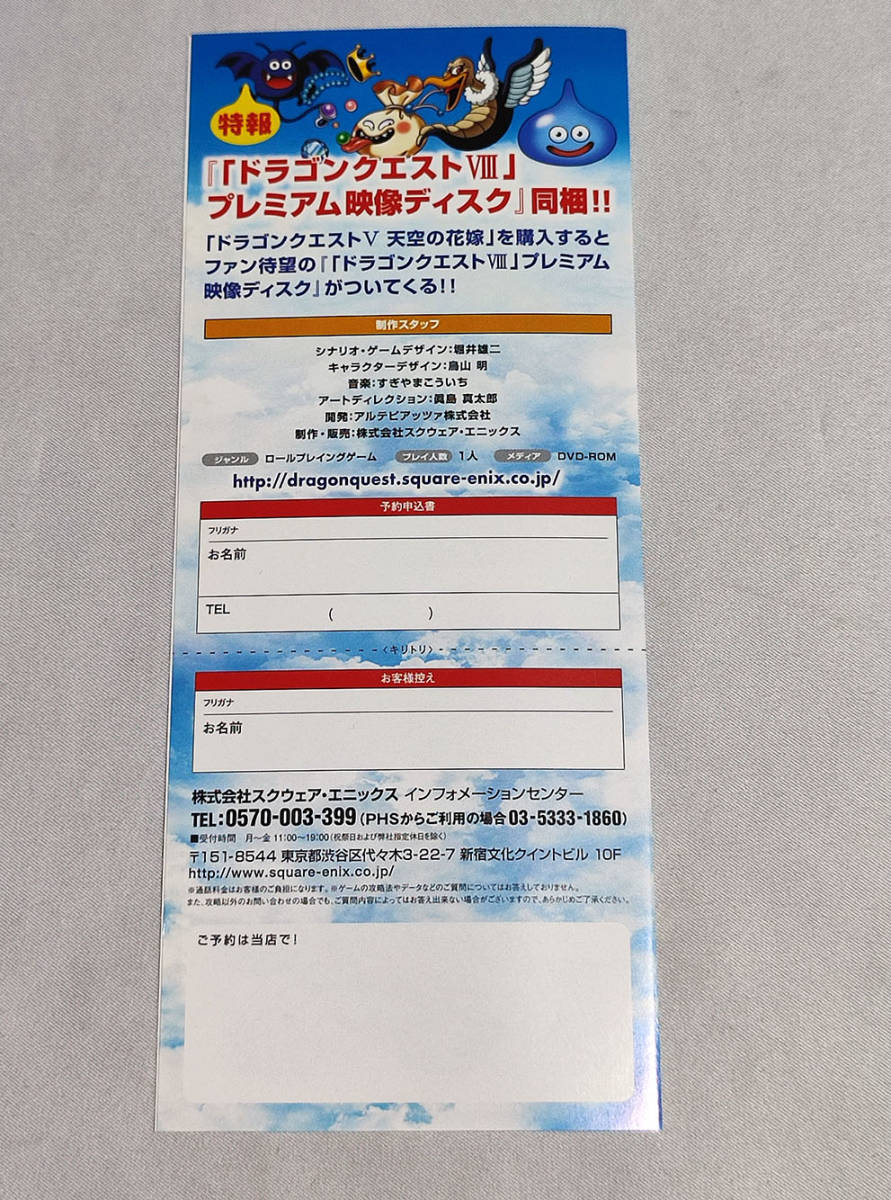 特報
『「ドラゴンクエストⅧ」
プレミアム映像ディスク』同梱!!
「ドラゴンクエストⅤ 天空の花嫁」を購入すると
ファン待望の『「ドラゴンクエストⅧ」プレミアム
映像ディスク』がついてくる!!
制作スタッフ
シナリオ・ゲームデザイン:堀井雄二
キャラクターデザイン:鳥山 明
音楽:すぎやまこういち
アートディレクション:眞島 真太郎
開発:アルテピアッツァ株式会社
制作・販売:株式会社スクウェア・エニックス
ジャンル ロールプレイングゲーム プレイ人数 1人 メディア DVD-ROM
http://dragonquest.square-enix.co.jp/
予約申込書
フリガナ
お名前
TEL ( )
〈キリトリ〉
お客様控え
フリガナ
お名前
株式会社スクウェア・エニックス インフォメーションセンター
TEL:0570-003-399(PHSからご利用の場合03-5333-1860)
■受付時間 月〜金 11:00〜19:00(祝祭日および弊社指定休日を除く)
〒151-8544 東京都渋谷区代々木3-22-7 新宿文化クイントビル 10F
http://www.square-enix.co.jp/
※通話料金はお客様のご負担になります。※ゲームの攻略法やデータなどのご質問についてはお答えしておりません。
また、攻略以外のお問い合わせの場合でも、ご質問内容によってはお答え出来ない場合がございますので、あらかじめご了承ください。
ご予約は当店で!